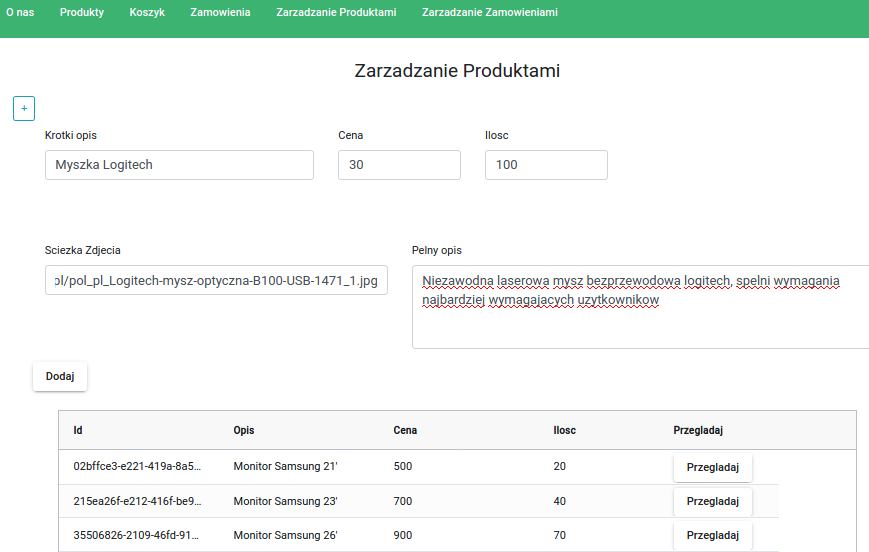 O nas Produkty Koszyk Zamowienia Zarzadzanie Produktami Zarzadzanie Zamowieniami
Zarzadzanie Produktami
+
Krotki opis Cena Ilosc
Myszka Logitech 30 100
Sciezka Zdjecia Pelny opis
ol/pol_pl_Logitech-mysz-optyczna-B100-USB-1471_1.jpg Niezawodna laserowa mysz bezprzewodowa logitech, spelni wymagania
najbardziej wymagajacych uzytkownikow
Dodaj
Id Opis Cena Ilosc Przegladaj
02bffce3-e221-419a-8a5... Monitor Samsung 21' 500 20 Przegladaj
215ea26f-e212-416f-be9... Monitor Samsung 23' 700 40 Przegladaj
35506826-2109-46fd-91... Monitor Samsung 26' 900 70 Przegladaj